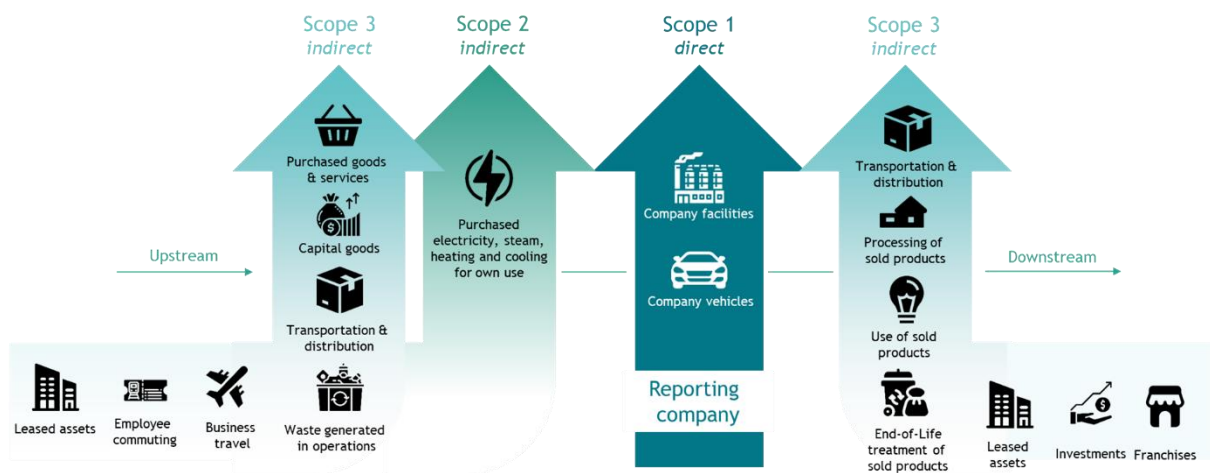 Scope 3
indirect
Scope 2
indirect
Scope 1
direct
Scope 3
indirect
Upstream
Purchased goods
& services
Capital goods
Transportation &
distribution
Waste generated
in operations
Leased assets
Employee
commuting
Business
travel
Purchased
electricity, steam,
heating and cooling
for own use
Company facilities
Company vehicles
Reporting
company
Transportation &
distribution
Processing of
sold products
Use of sold
products
End-of-Life
treatment of
sold products
Leased
assets
Investments
Franchises
Downstream